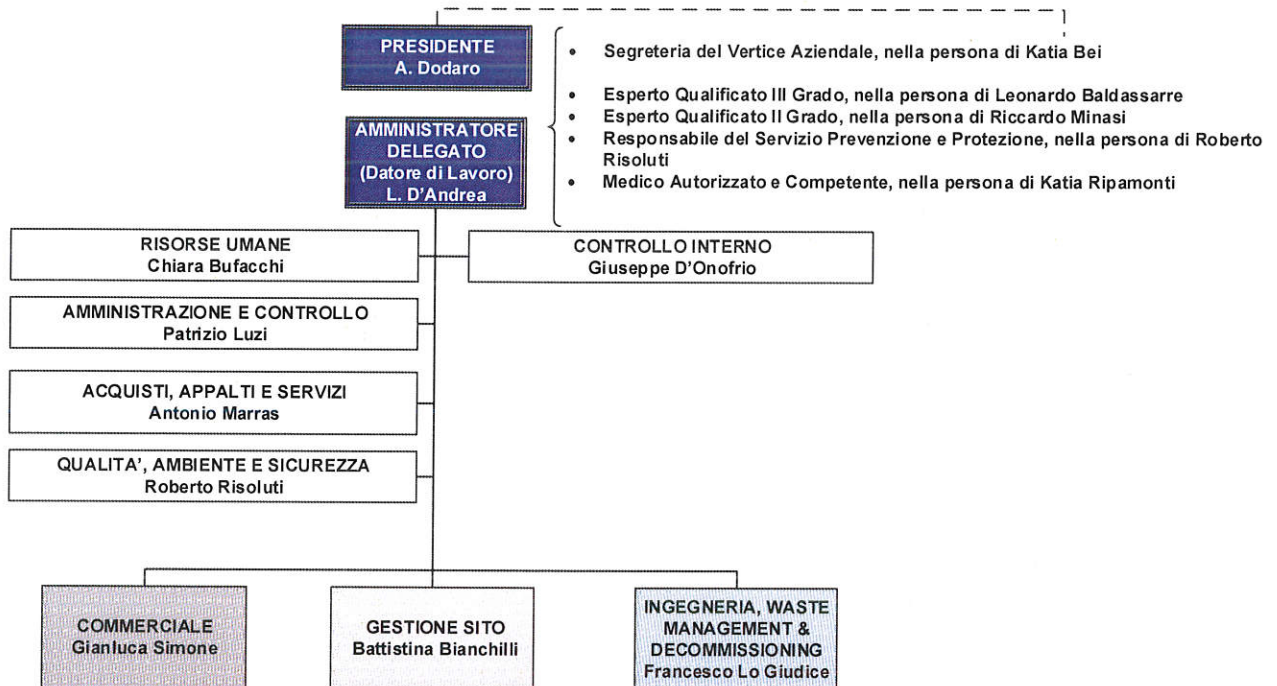 PRESIDENTE
A. Dodaro
AMMINISTRATORE
DELEGATO
(Datore di Lavoro)
L. D'Andrea
• Segreteria del Vertice Aziendale, nella persona di Katia Bei
• Esperto Qualificato III Grado, nella persona di Leonardo Baldassarre
• Esperto Qualificato II Grado, nella persona di Riccardo Minasi
• Responsabile del Servizio Prevenzione e Protezione, nella persona di Roberto
Risoluti
• Medico Autorizzato e Competente, nella persona di Katia Ripamonti
RISORSE UMANE
Chiara Bufacchi
CONTROLLO INTERNO
Giuseppe D'Onofrio
AMMINISTRAZIONE E CONTROLLO
Patrizio Luzi
ACQUISTI, APPALTI E SERVIZI
Antonio Marras
QUALITA', AMBIENTE E SICUREZZA
Roberto Risoluti
COMMERCIALE
Gianluca Simone
GESTIONE SITO
Battistina Bianchilli
INGEGNERIA, WASTE
MANAGEMENT &
DECOMMISSIONING
Francesco Lo Giudice